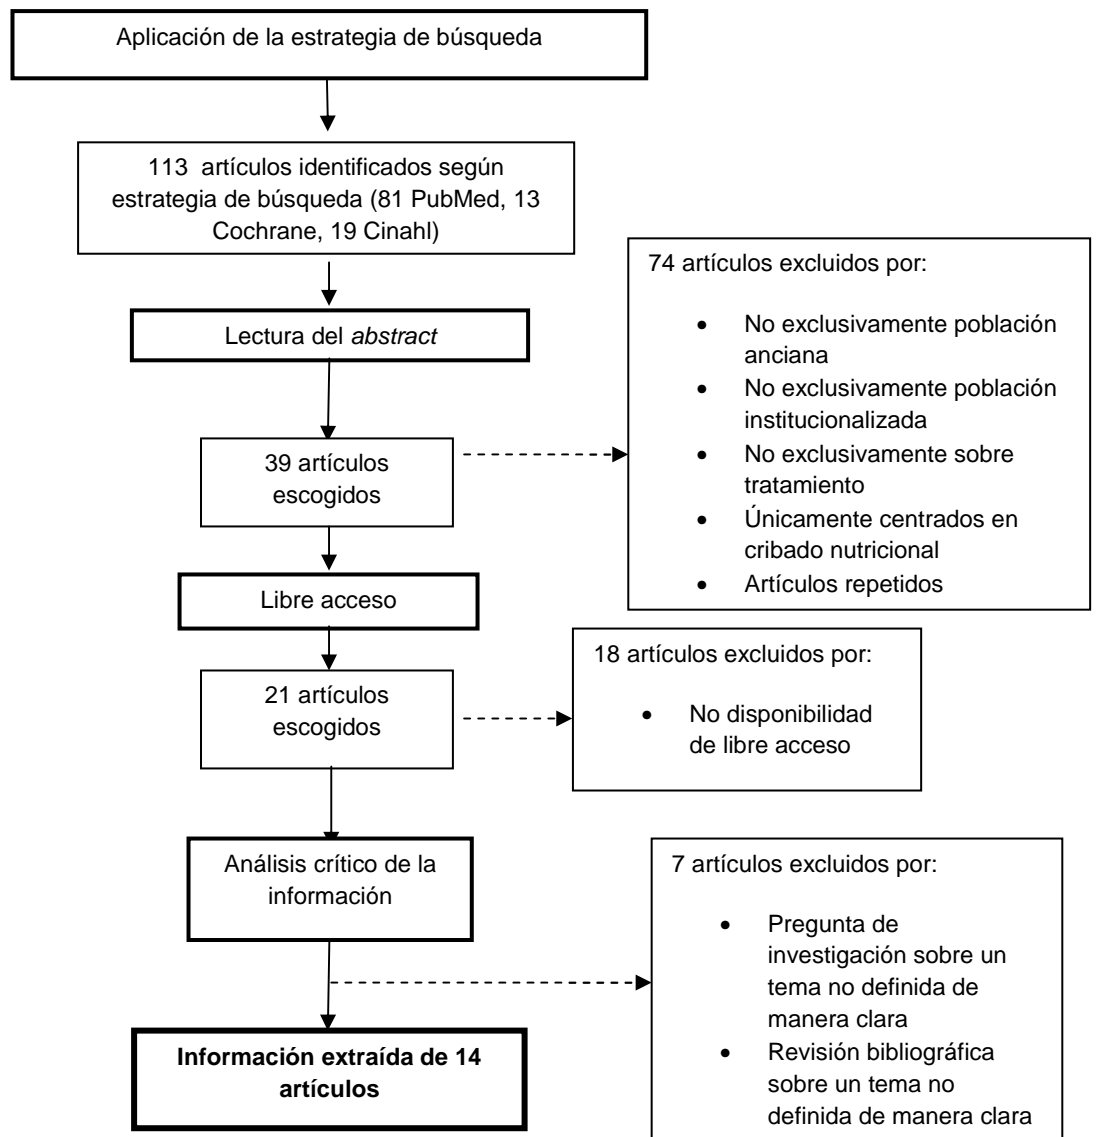 Aplicación de la estrategia de búsqueda
113 artículos identificados según
estrategia de búsqueda (81 PubMed, 13
Cochrane, 19 Cinahl)
Lectura del abstract
39 artículos
escogidos
74 artículos excluidos por:
• No exclusivamente población
anciana
• No exclusivamente población
institucionalizada
• No exclusivamente sobre
tratamiento
• Únicamente centrados en
cribado nutricional
• Artículos repetidos
Libre acceso
21 artículos
escogidos
18 artículos excluidos por:
• No disponibilidad
de libre acceso
Análisis crítico de la
información
7 artículos excluidos por:
• Pregunta de
investigación sobre un
tema no definida de
manera clara
• Revisión bibliográfica
sobre un tema no
definida de manera clara
Información extraída de 14
artículos